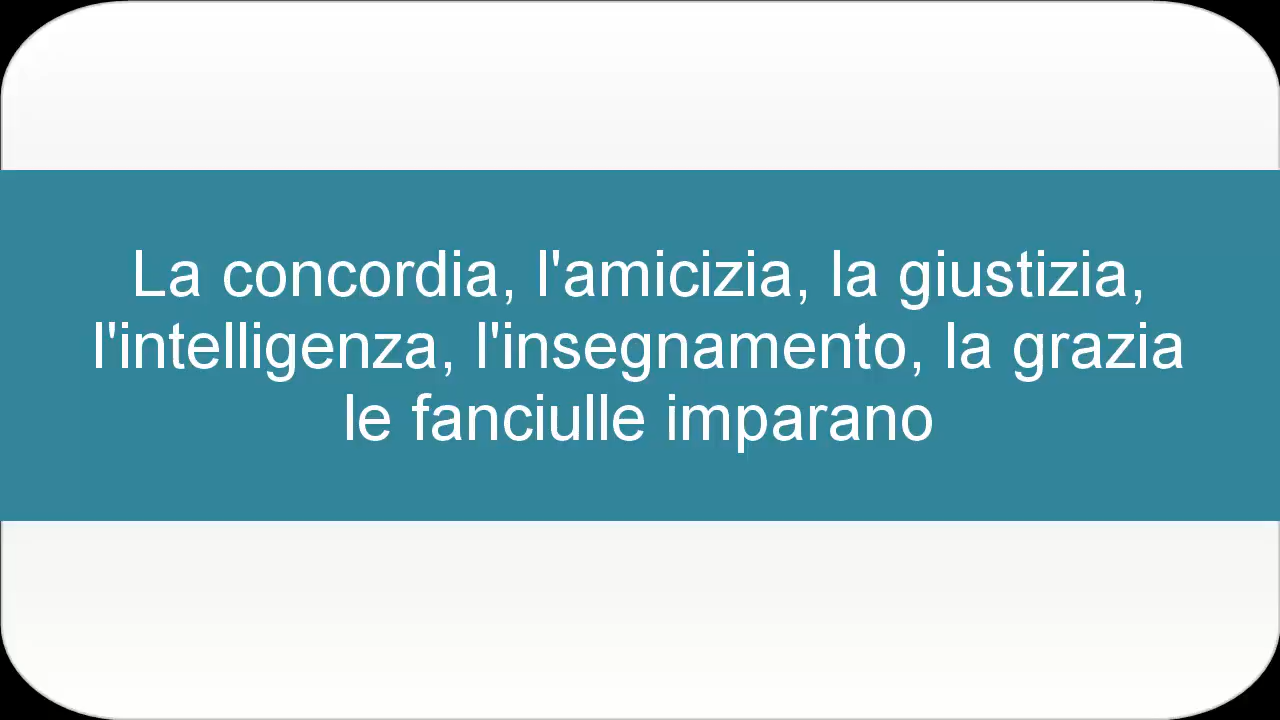 La concordia, l'amicizia, la giustizia,
l'intelligenza, l'insegnamento, la grazia
le fanciulle imparano